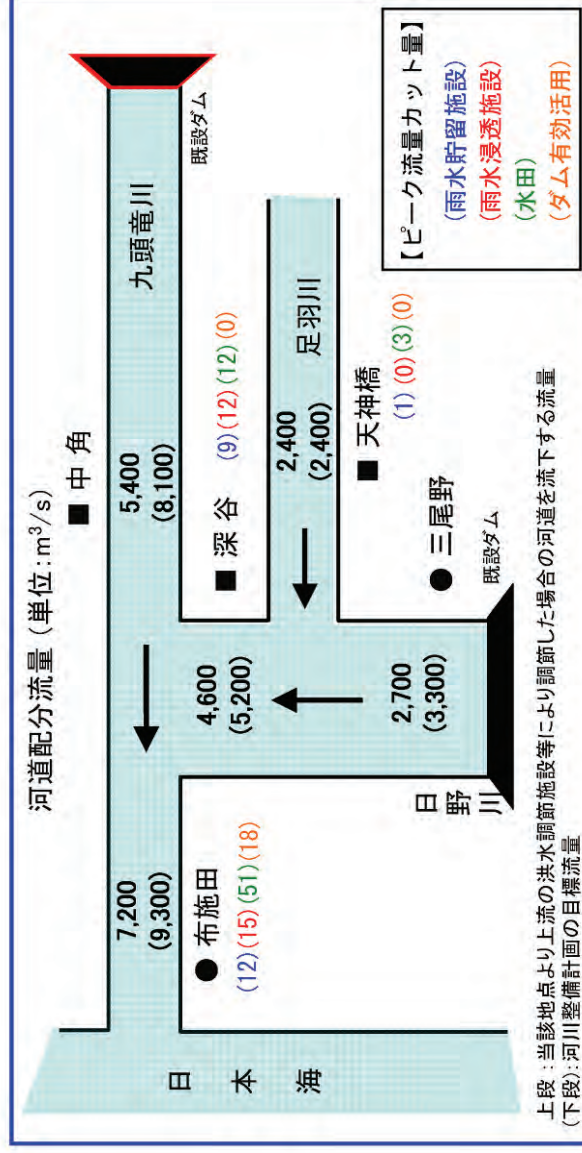 河道配分流量 (単位:m³/s)
■ 中 角
5,400
(8,100)
九頭竜川
既設ダム
7,200
(9,300)
● 布施田
(12)(15)(51)(18)
日 本 海
4,600
(5,200)
■ 深 谷
(9)(12)(12)(0)
2,400
(2,400)
足羽川
■ 天神橋
(1)(0)(3)(0)
2,700
(3,300)
● 三尾野
既設ダム
日野川
【ピーク流量カット量】
(雨水貯留施設)
(雨水浸透施設)
(水田)
(ダム有効活用)
上段:当該地点より上流の洪水調節施設等により調節した場合の河道を流下する流量
(下段):河川整備計画の目標流量